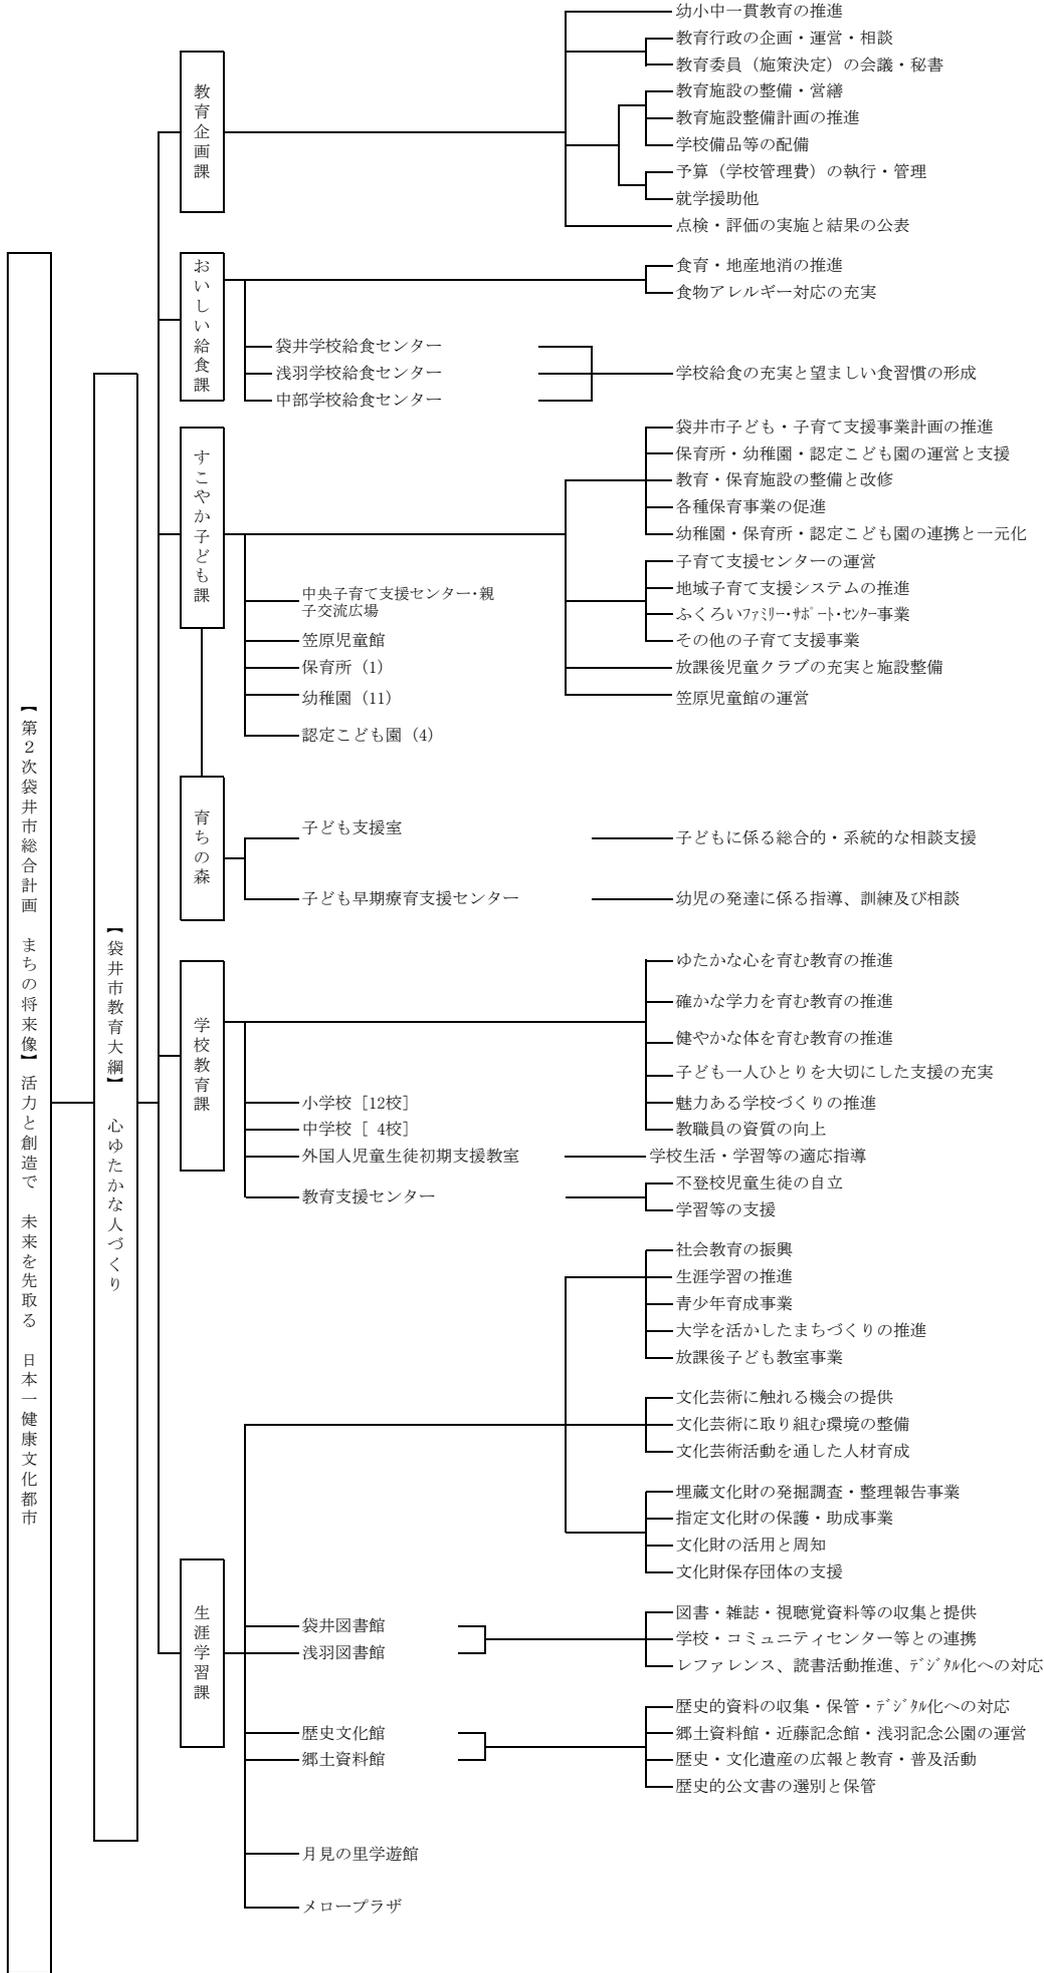 【第２次袋井市総合計画　まちの将来像】活力と創造で　未来を先取る　日本一健康文化都市
【袋井市教育大綱】　心ゆたかな人づくり
教育企画課
幼小中一貫教育の推進
教育行政の企画・運営・相談
教育委員（施策決定）の会議・秘書
教育施設の整備・営繕
教育施設整備計画の推進
学校備品等の配備
予算（学校管理費）の執行・管理
就学援助他
点検・評価の実施と結果の公表
おいしい給食課
食育・地産地消の推進
食物アレルギー対応の充実
袋井学校給食センター
浅羽学校給食センター
中部学校給食センター
学校給食の充実と望ましい食習慣の形成
すこやか子ども課
袋井市子ども・子育て支援事業計画の推進
保育所・幼稚園・認定こども園の運営と支援
教育・保育施設の整備と改修
各種保育事業の促進
幼稚園・保育所・認定こども園の連携と一元化
子育て支援センターの運営
地域子育て支援システムの推進
ふくろいﾌｧﾐﾘｰ･ｻﾎﾟｰﾄ･ｾﾝﾀｰ事業
その他の子育て支援事業
放課後児童クラブの充実と施設整備
笠原児童館の運営
中央子育て支援センター･親
子交流広場
笠原児童館
保育所（1）
幼稚園（11）
認定こども園（4）
育ちの森
子ども支援室
子どもに係る総合的・系統的な相談支援
子ども早期療育支援センター
幼児の発達に係る指導、訓練及び相談
学校教育課
ゆたかな心を育む教育の推進
確かな学力を育む教育の推進
健やかな体を育む教育の推進
子ども一人ひとりを大切にした支援の充実
魅力ある学校づくりの推進
教職員の資質の向上
小学校［12校］
中学校［ 4校］
外国人児童生徒初期支援教室
学校生活・学習等の適応指導
教育支援センター
不登校児童生徒の自立
学習等の支援
生涯学習課
社会教育の振興
生涯学習の推進
青少年育成事業
大学を活かしたまちづくりの推進
放課後子ども教室事業
文化芸術に触れる機会の提供
文化芸術に取り組む環境の整備
文化芸術活動を通した人材育成
埋蔵文化財の発掘調査・整理報告事業
指定文化財の保護・助成事業
文化財の活用と周知
文化財保存団体の支援
袋井図書館
浅羽図書館
図書・雑誌・視聴覚資料等の収集と提供
学校・コミュニティセンター等との連携
レファレンス、読書活動推進、ﾃﾞｼﾞﾀﾙ化への対応
歴史文化館
郷土資料館
歴史的資料の収集・保管・ﾃﾞｼﾞﾀﾙ化への対応
郷土資料館・近藤記念館・浅羽記念公園の運営
歴史・文化遺産の広報と教育・普及活動
歴史的公文書の選別と保管
月見の里学遊館
メロープラザ